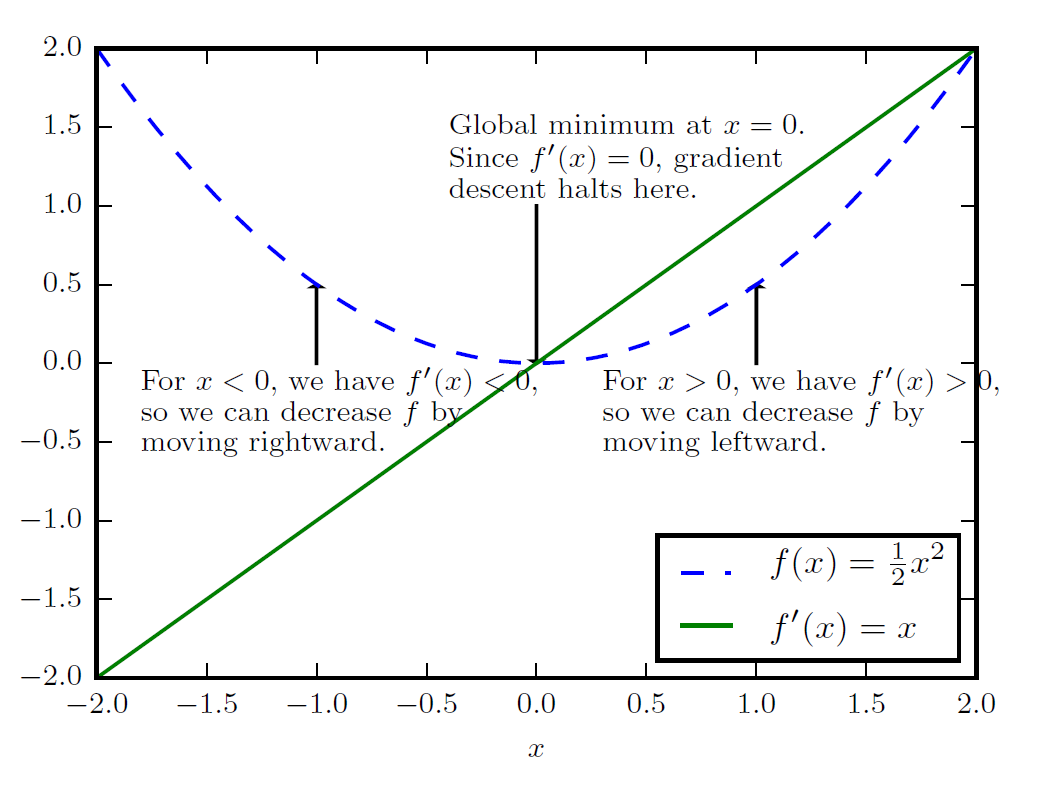 2.0
1.5
1.0
0.5
0.0
−0.5
−1.0
−1.5
−2.0
Global minimum at x = 0.
Since f′(x) = 0, gradient
descent halts here.
For x < 0, we have f′(x) < 0,
so we can decrease f by
moving rightward.
For x > 0, we have f′(x) > 0,
so we can decrease f by
moving leftward.
f(x) = ½x²
f′(x) = x
−2.0 −1.5 −1.0 −0.5 0.0 0.5 1.0 1.5 2.0
x